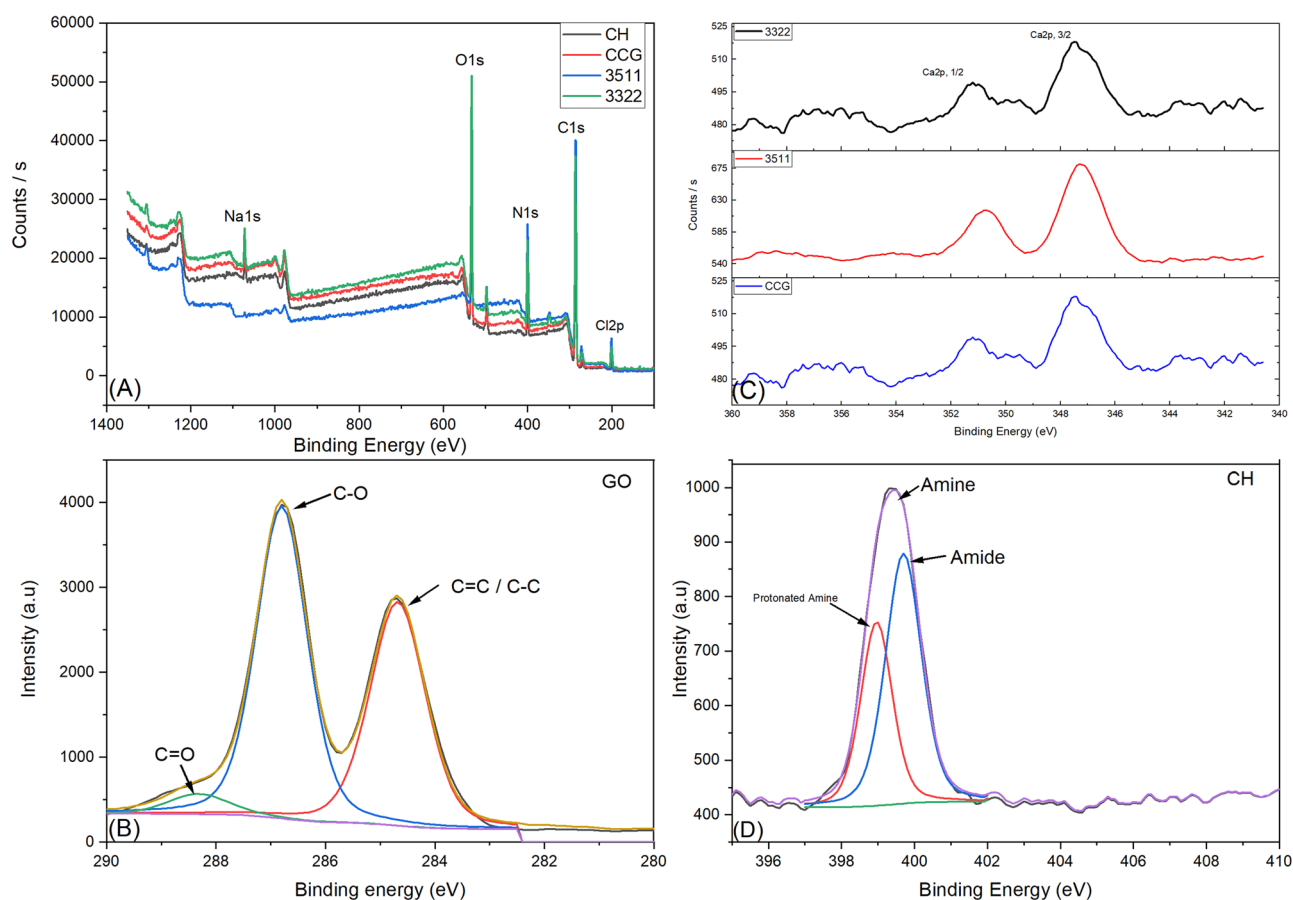 60000
50000
40000
30000
20000
10000
0
Counts / s
CH
CCG
3511
3322
O1s
C1s
Na1s
N1s
Cl2p
(A)
1400 1200 1000 800 600 400 200
Binding Energy (eV)
525
510
495
480
3322
Ca2p, 1/2
Ca2p, 3/2
675
630
585
540
3511
Counts / s
525
510
495
480
CCG
(C)
360 358 356 354 352 350 348 346 344 342 340
Binding Energy (eV)
4000
3000
2000
1000
0
Intensity (a.u)
GO
C-O
C=C / C-C
C=O
(B)
290 288 286 284 282 280
Binding energy (eV)
1000
900
800
700
600
500
400
Intensity (a.u)
CH
Amine
Amide
Protonated Amine
(D)
396 398 400 402 404 406 408 410
Binding Energy (eV)